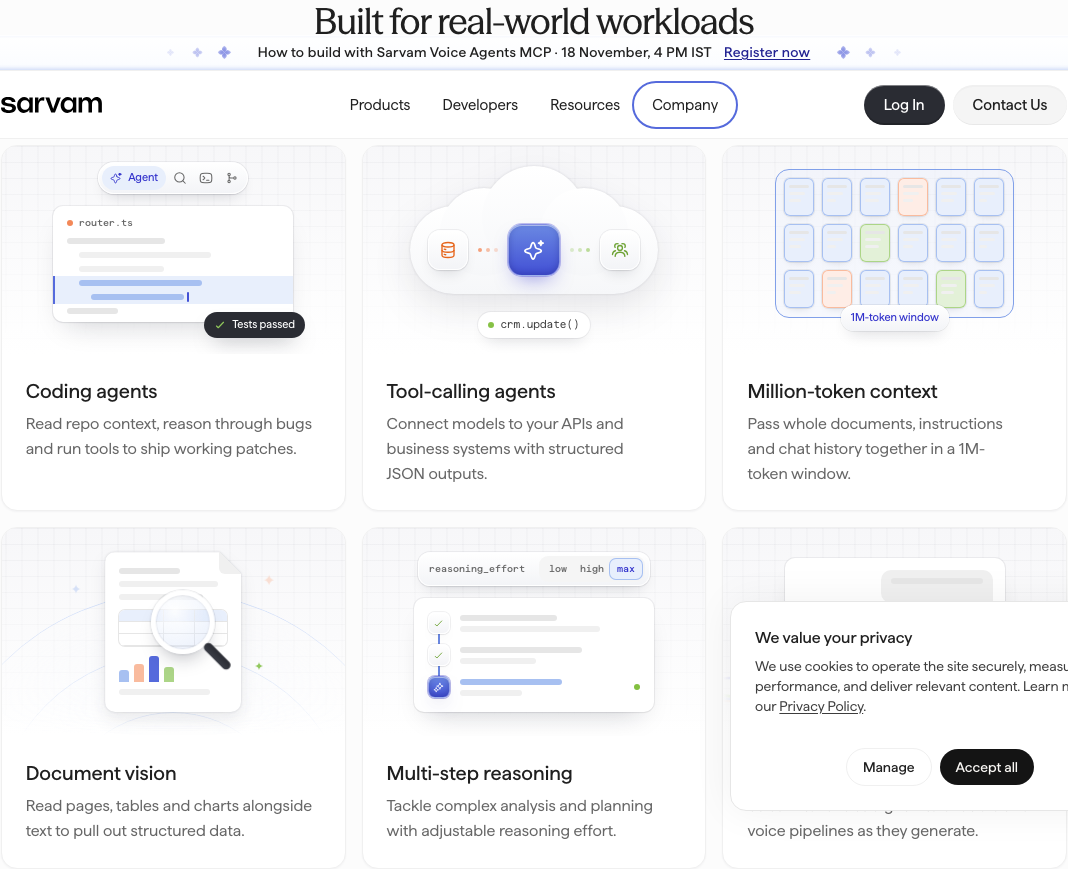 Built for real-world workloads
How to build with Sarvam Voice Agents MCP · 18 November, 4 PM IST Register now
sarvam
Products
Developers
Resources
Company
Log In
Contact Us
Agent
router.ts
Tests passed
Coding agents
Read repo context, reason through bugs
and run tools to ship working patches.
crm.update()
Tool-calling agents
Connect models to your APIs and
business systems with structured
JSON outputs.
1M-token window
Million-token context
Pass whole documents, instructions
and chat history together in a 1M-
token window.
Document vision
Read pages, tables and charts alongside
text to pull out structured data.
reasoning_effort low high max
Multi-step reasoning
Tackle complex analysis and planning
with adjustable reasoning effort.
We value your privacy
We use cookies to operate the site securely, measu
performance, and deliver relevant content. Learn
our Privacy Policy.
Manage
Accept all
voice pipelines as they generate.